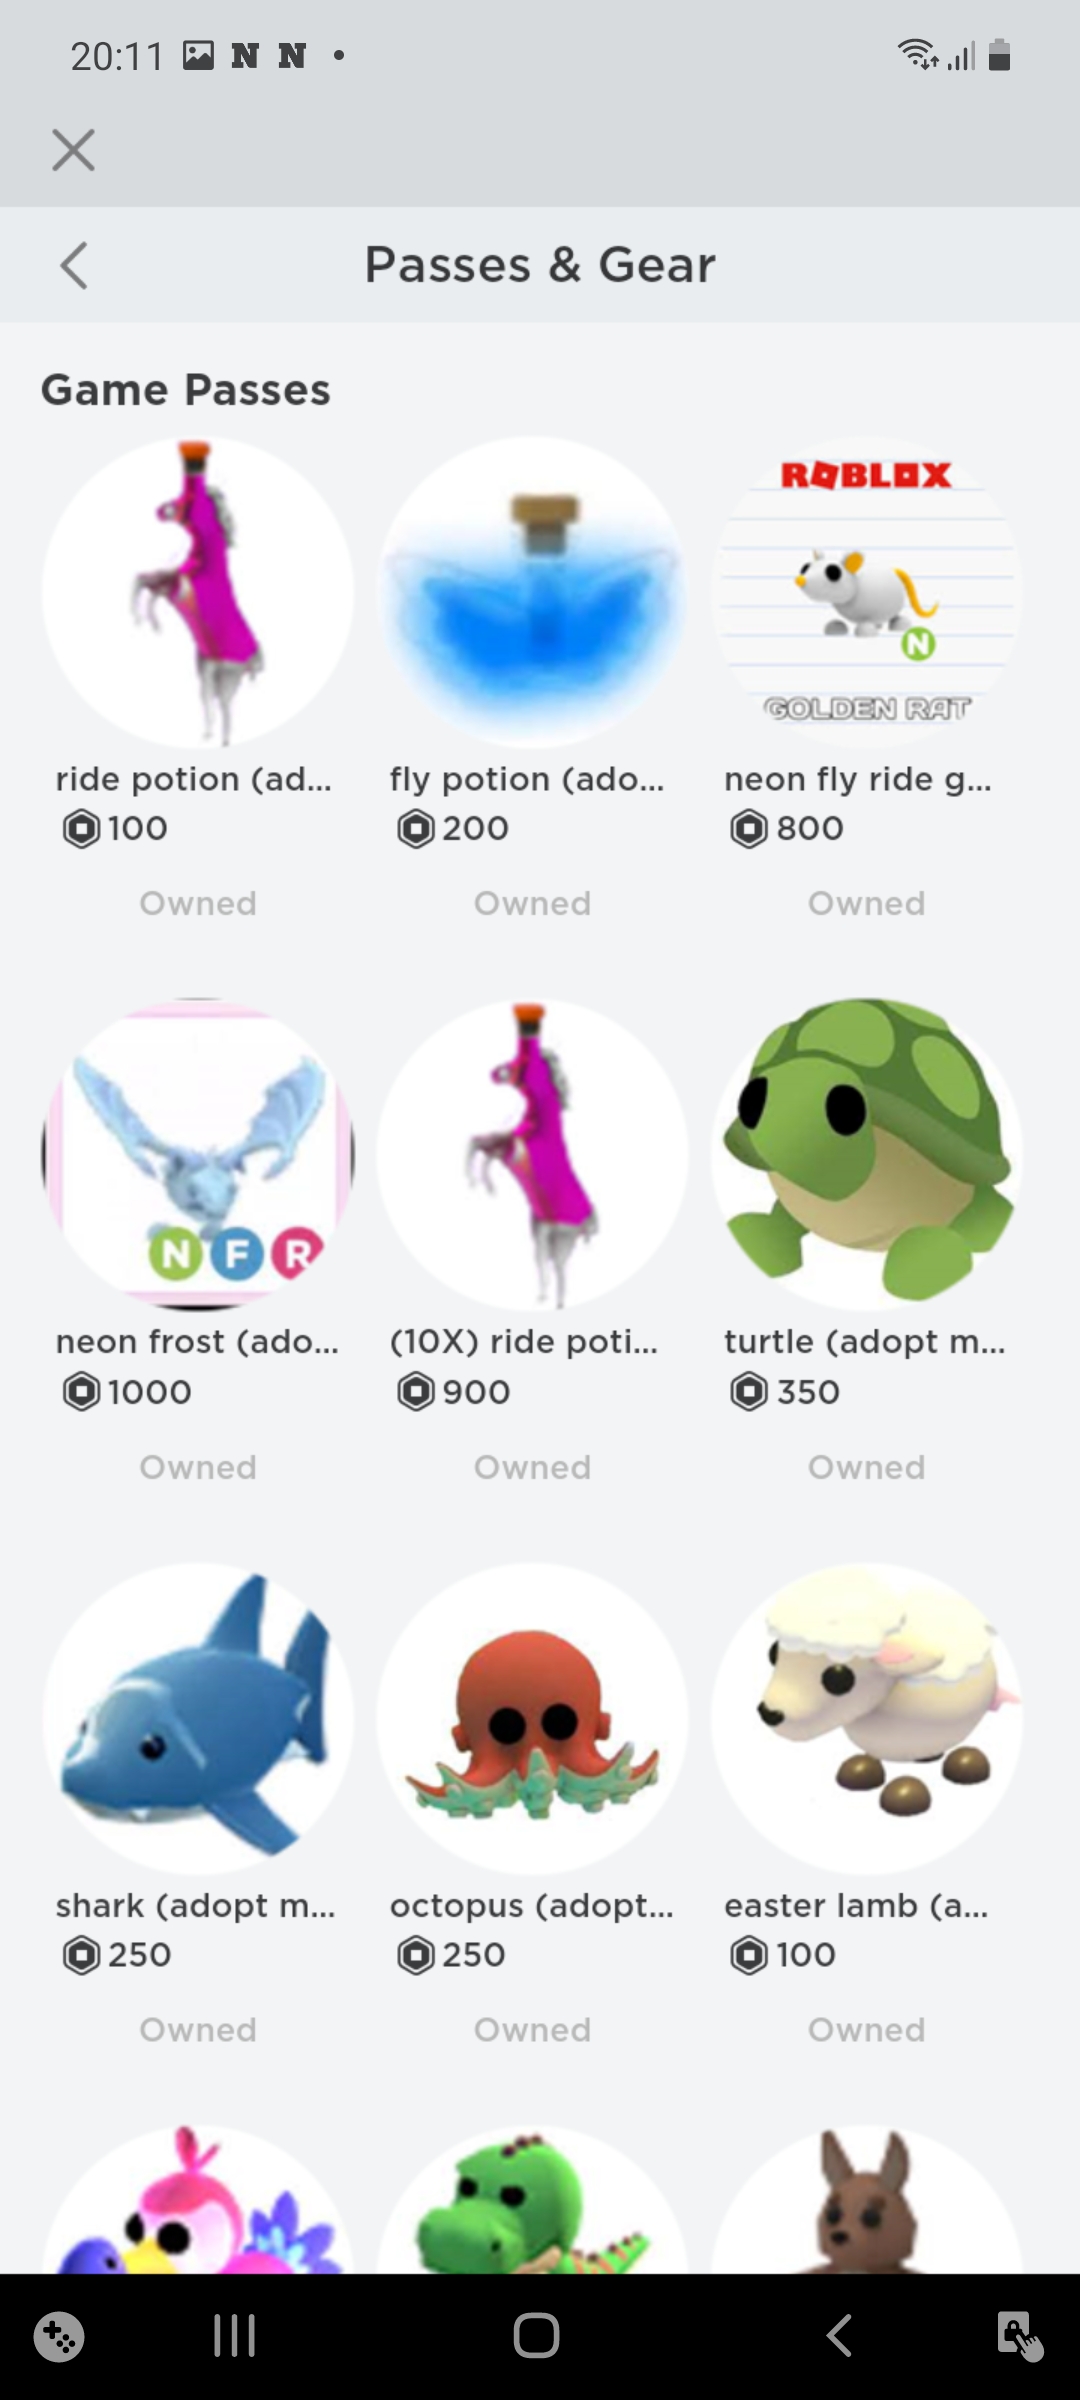 20:11 N N
Passes & Gear
Game Passes
ROBLOX
N
GOLDEN RAT
ride potion (ad...
fly potion (ado...
neon fly ride g...
100
200
800
Owned
Owned
Owned
N F R
neon frost (ado...
(10X) ride poti...
turtle (adopt m...
1000
900
350
Owned
Owned
Owned
shark (adopt m...
octopus (adopt...
easter lamb (a...
250
250
100
Owned
Owned
Owned